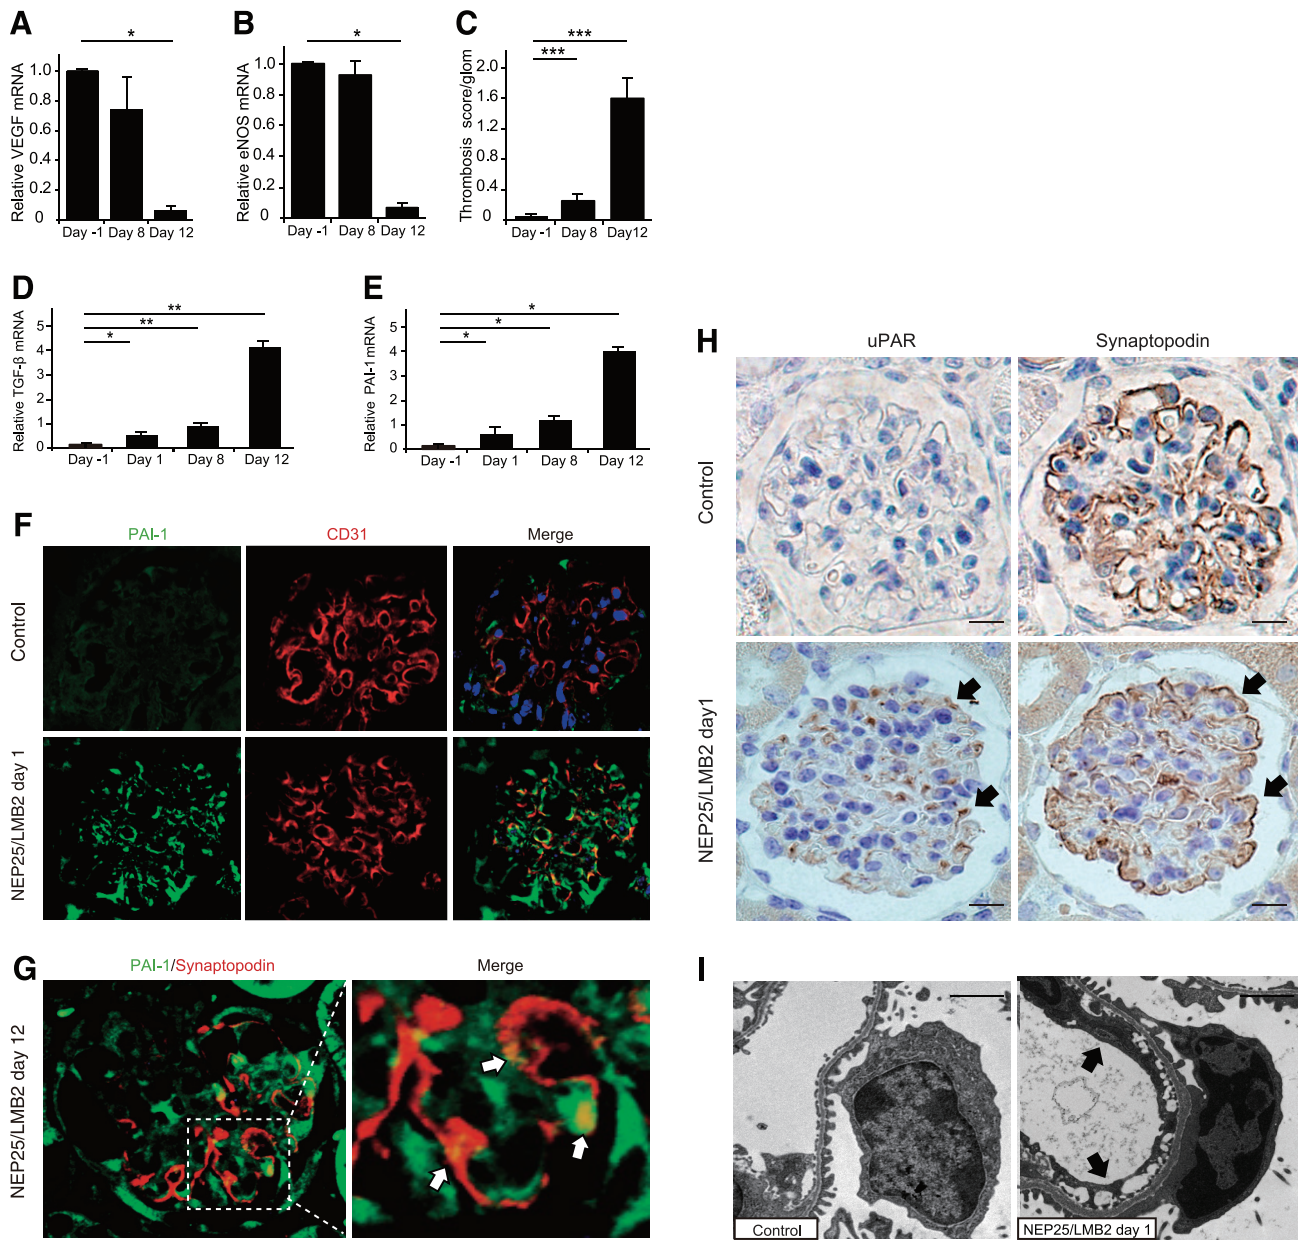 A
*
Relative VEGF mRNA
1.0
0.8
0.6
0.4
0.2
0
Day -1 Day 8 Day 12
B
*
Relative eNOS mRNA
1.0
0.8
0.6
0.4
0.2
0
Day -1 Day 8 Day 12
C
***
***
Thrombosis score/glom
2.0
1.6
1.2
0.8
0.4
0
Day -1 Day 8 Day12
D
**
**
*
Relative TGF-β mRNA
5
4
3
2
1
0
Day -1 Day 1 Day 8 Day 12
E
*
*
*
Relative PAI-1 mRNA
5
4
3
2
1
0
Day -1 Day 1 Day 8 Day 12
F
PAI-1 CD31 Merge
Control
NEP25/LMB2 day 1
G
PAI-1/Synaptopodin Merge
NEP25/LMB2 day 12
H
uPAR Synaptopodin
Control
NEP25/LMB2 day1
I
Control
NEP25/LMB2 day 1